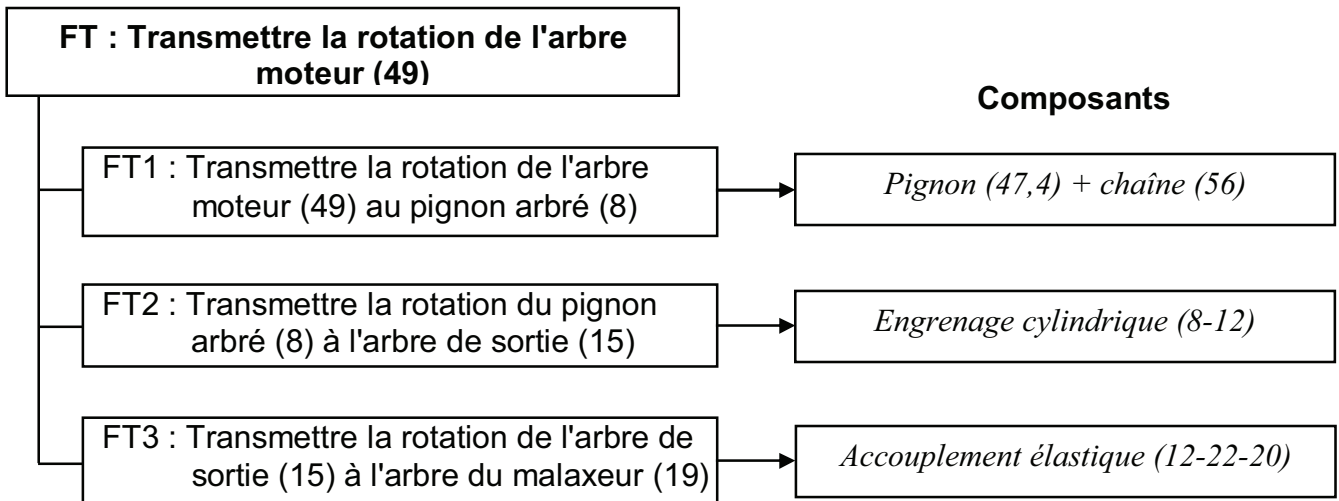 FT : Transmettre la rotation de l'arbre
moteur (49)
Composants
FT1 : Transmettre la rotation de l'arbre
moteur (49) au pignon arbré (8)
Pignon (47,4) + chaîne (56)
FT2 : Transmettre la rotation du pignon
arbré (8) à l'arbre de sortie (15)
Engrenage cylindrique (8-12)
FT3 : Transmettre la rotation de l'arbre de
sortie (15) à l'arbre du malaxeur (19)
Accouplement élastique (12-22-20)